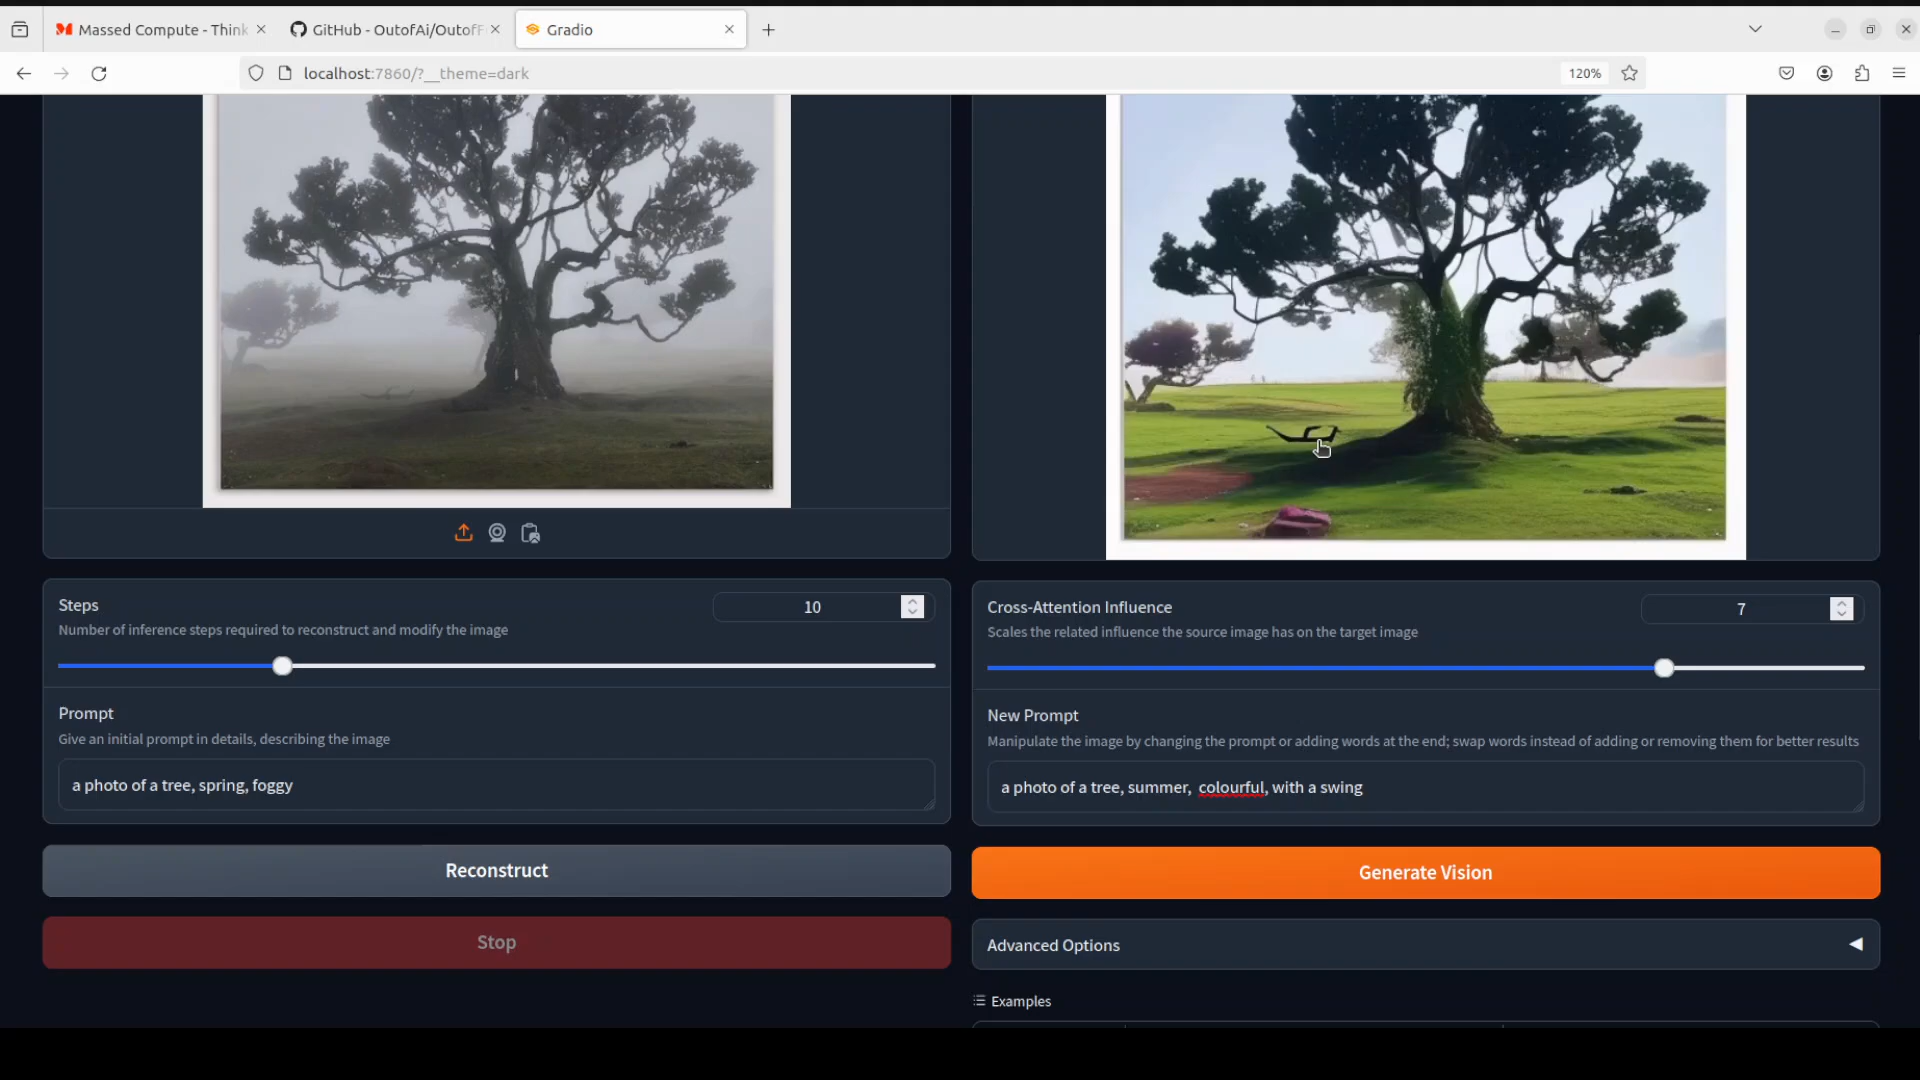 Massed Compute - Think
GitHub - OutofAi/OutofF
Gradio
localhost:7860/?__theme=dark
120%
Steps
10
Number of inference steps required to reconstruct and modify the image
Prompt
Give an initial prompt in details, describing the image
a photo of a tree, spring, foggy
Reconstruct
Stop
Cross-Attention Influence
7
Scales the related influence the source image has on the target image
New Prompt
Manipulate the image by changing the prompt or adding words at the end; swap words instead of adding or removing them for better results
a photo of a tree, summer,  colourful, with a swing
Generate Vision
Advanced Options
Examples